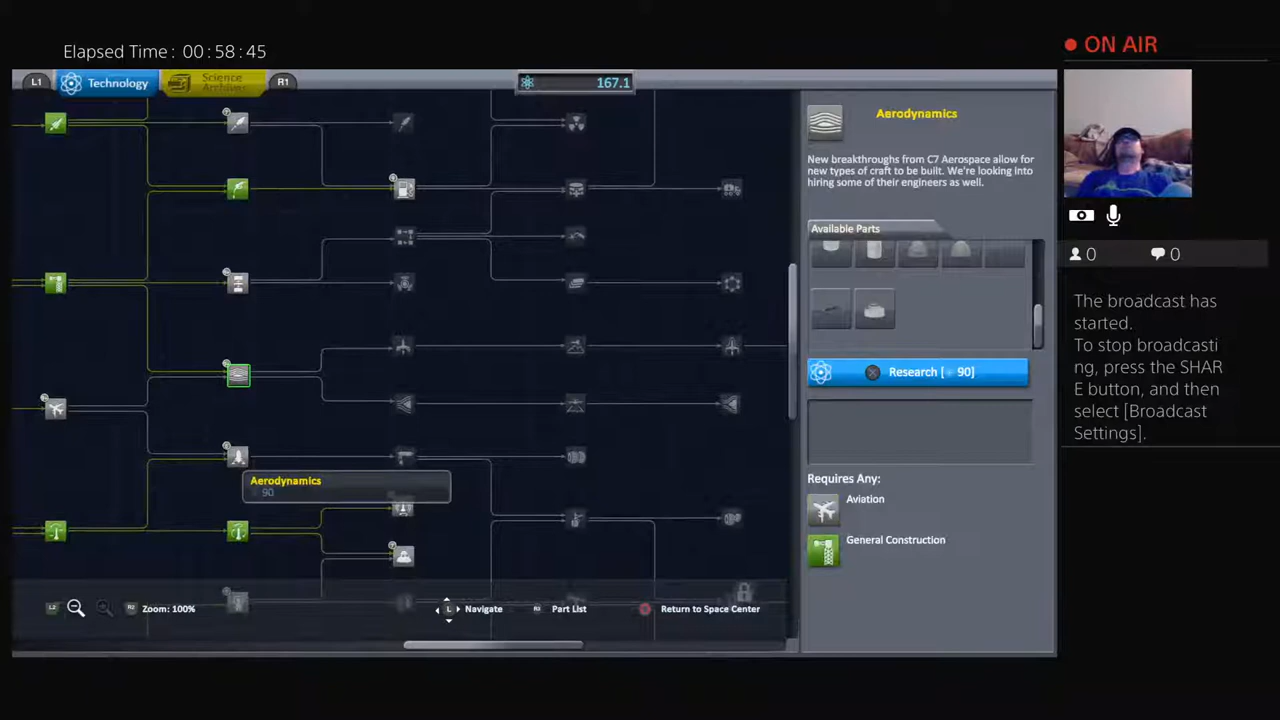 Elapsed Time : 00:58:45
ON AIR
L1
Technology
Science
Archives
R1
167.1
Aerodynamics
New breakthroughs from C7 Aerospace allow for
new types of craft to be built. We're looking into
hiring some of their engineers as well.
Available Parts
0
0
The broadcast has
started.
To stop broadcasti
ng, press the SHAR
E button, and then
select [Broadcast
Settings].
Research [ 90]
Aerodynamics
90
Requires Any:
Aviation
General Construction
L2
R2
Zoom: 100%
L
Navigate
R3
Part List
Return to Space Center